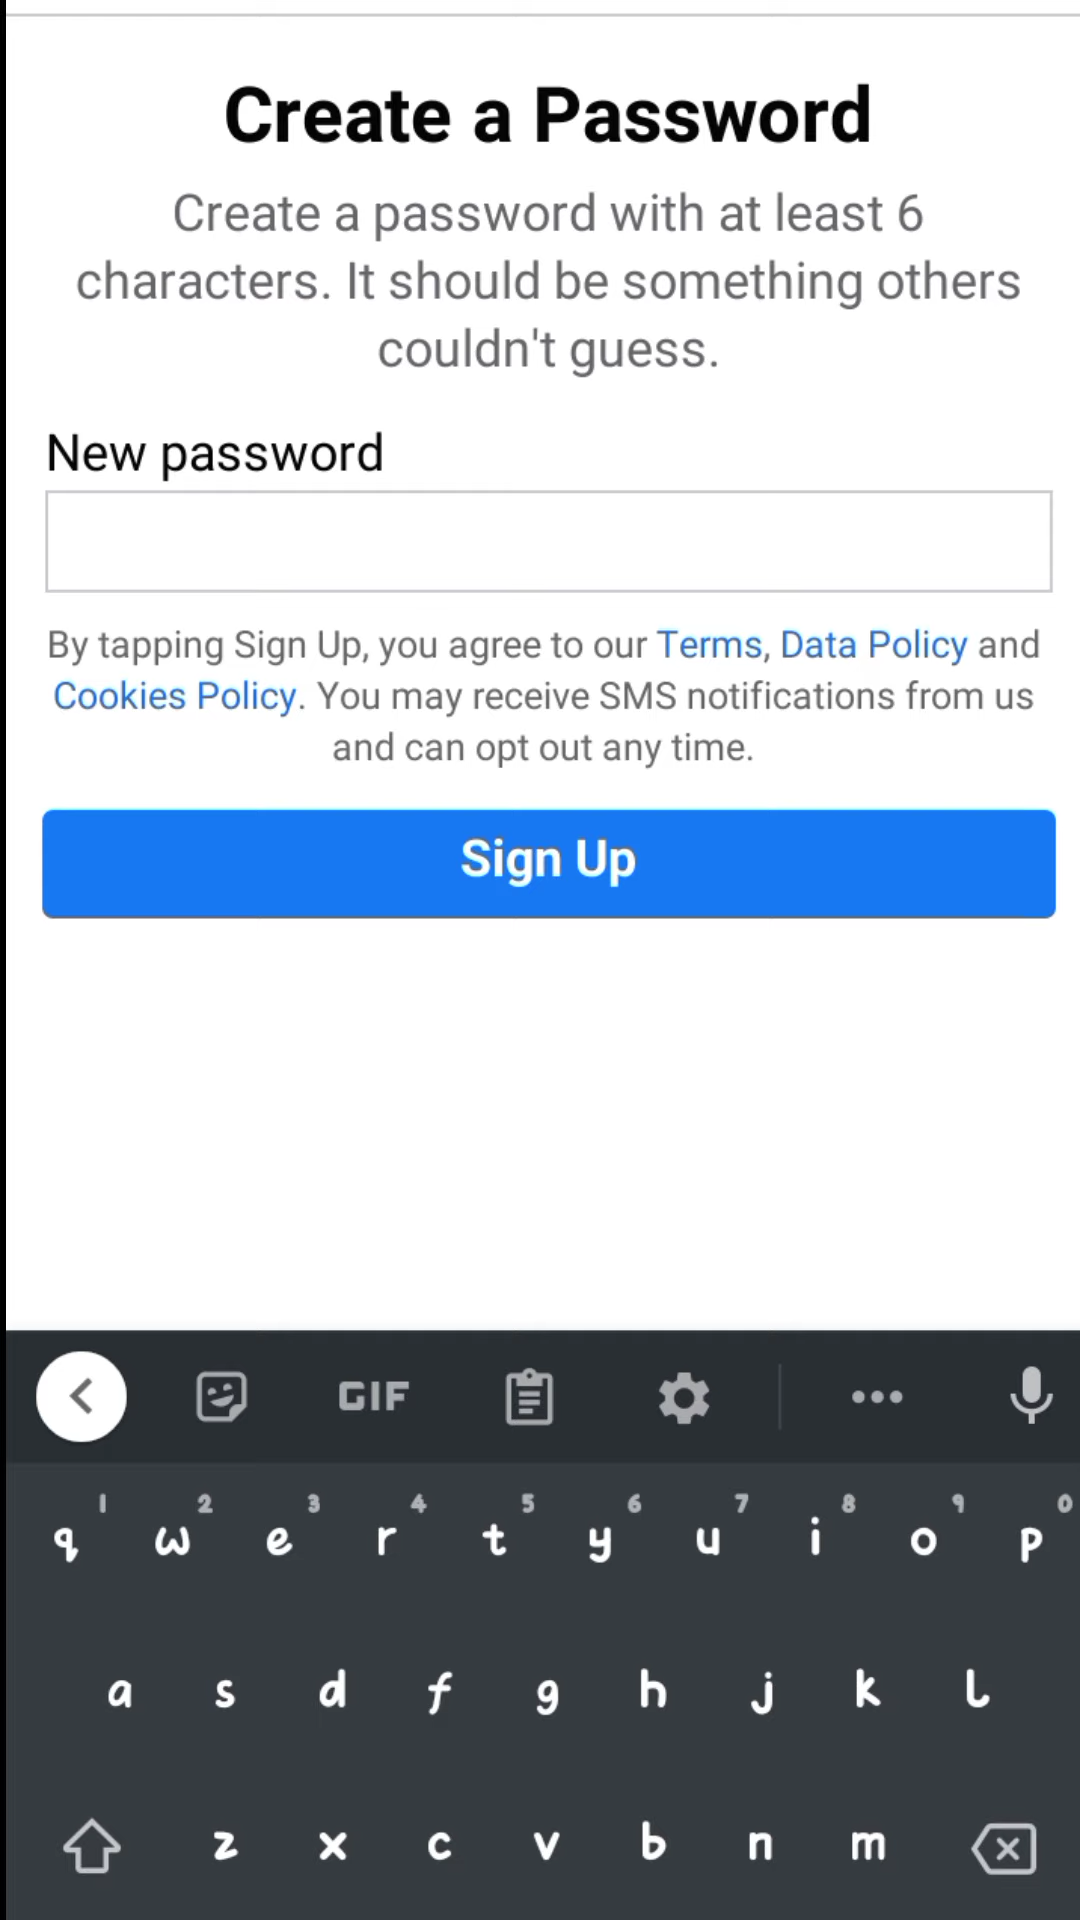 Create a Password
Create a password with at least 6
characters. It should be something others
couldn't guess.
New password
By tapping Sign Up, you agree to our Terms, Data Policy and
Cookies Policy. You may receive SMS notifications from us
and can opt out any time.
Sign Up
GIF
1 2 3 4 5 6 7 8 9 0
q w e r t y u i o p
a s d f g h j k l
z x c v b n m